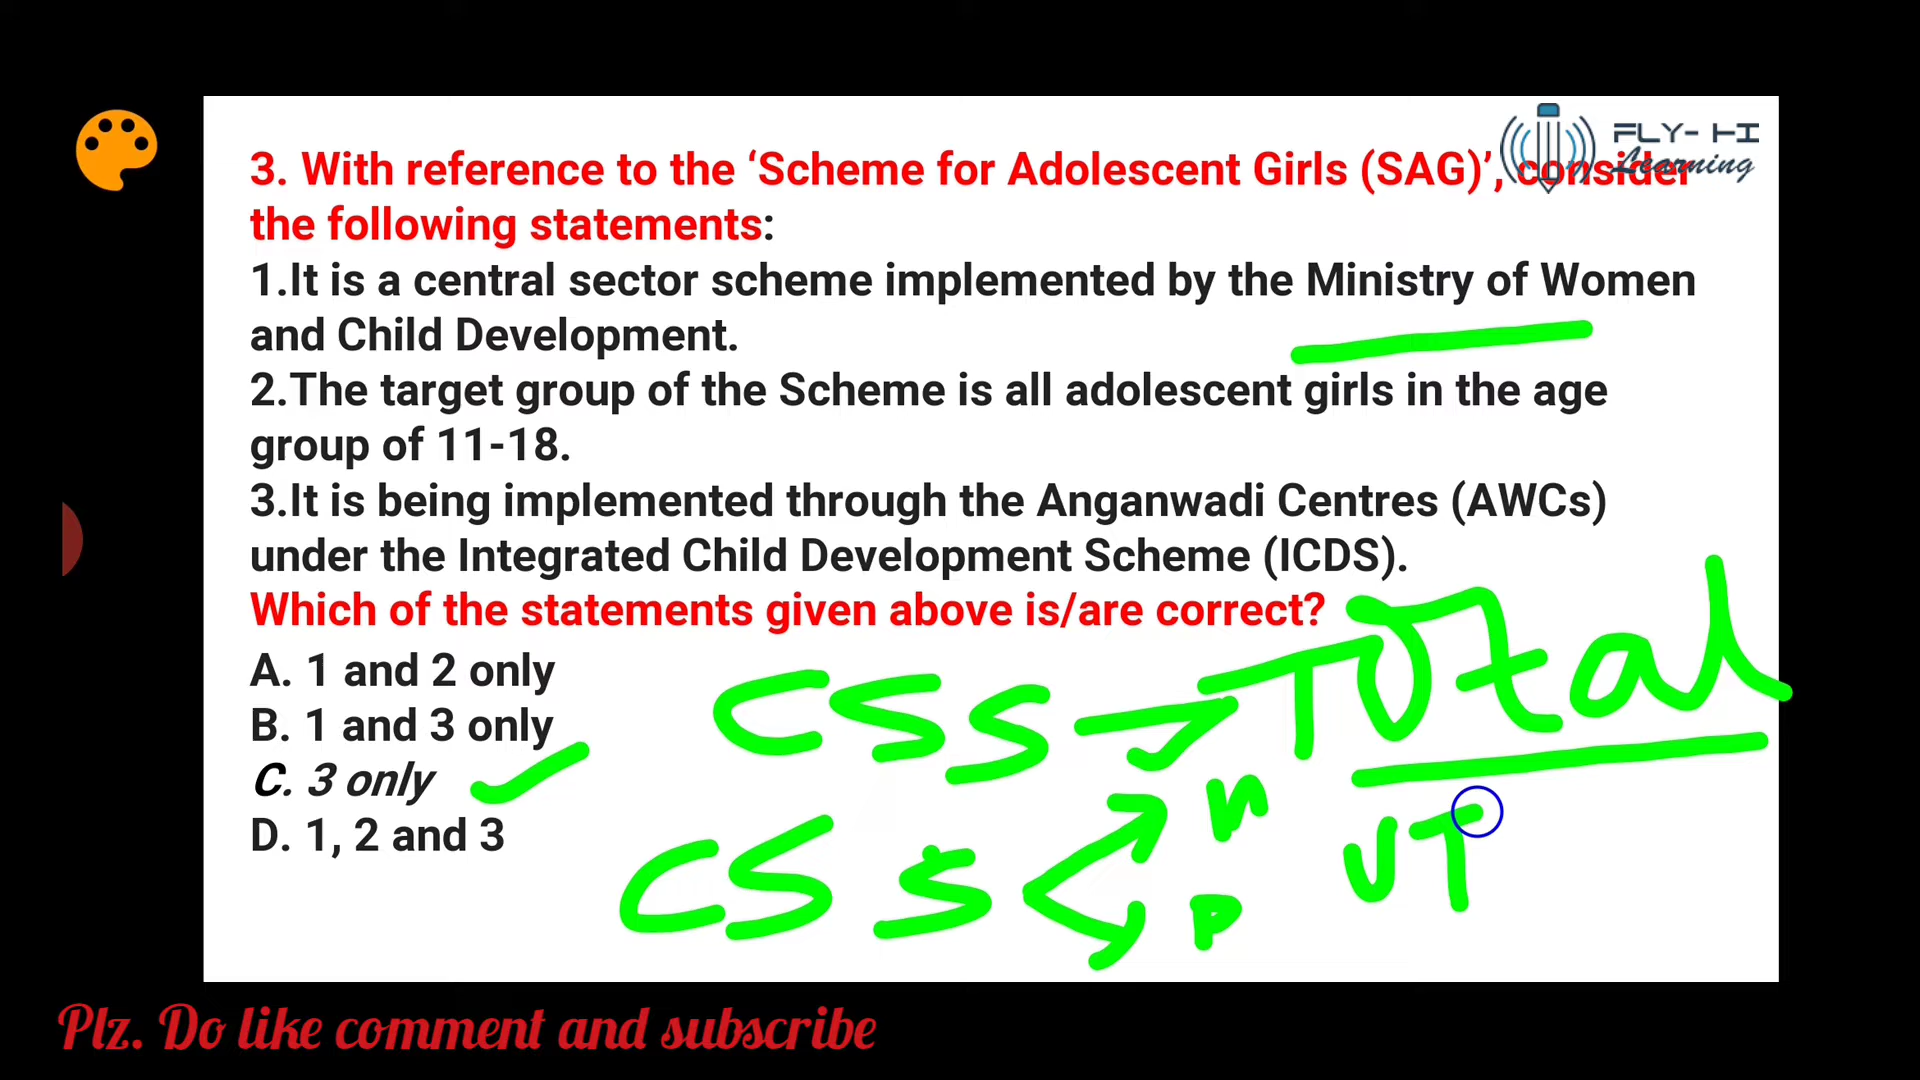 FLY-HI
Learning
3. With reference to the ‘Scheme for Adolescent Girls (SAG)’, consider
the following statements:
1.It is a central sector scheme implemented by the Ministry of Women
and Child Development.
2.The target group of the Scheme is all adolescent girls in the age
group of 11-18.
3.It is being implemented through the Anganwadi Centres (AWCs)
under the Integrated Child Development Scheme (ICDS).
Which of the statements given above is/are correct?
A. 1 and 2 only
B. 1 and 3 only
C. 3 only
D. 1, 2 and 3
CSS Total
CSS
UT
Plz. Do like comment and subscribe